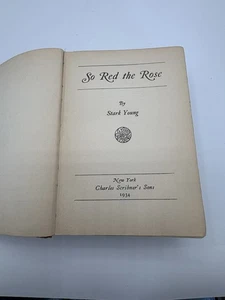 So Red the Rose
By
Stark Young
New York
Charles Scribner's Sons
1934